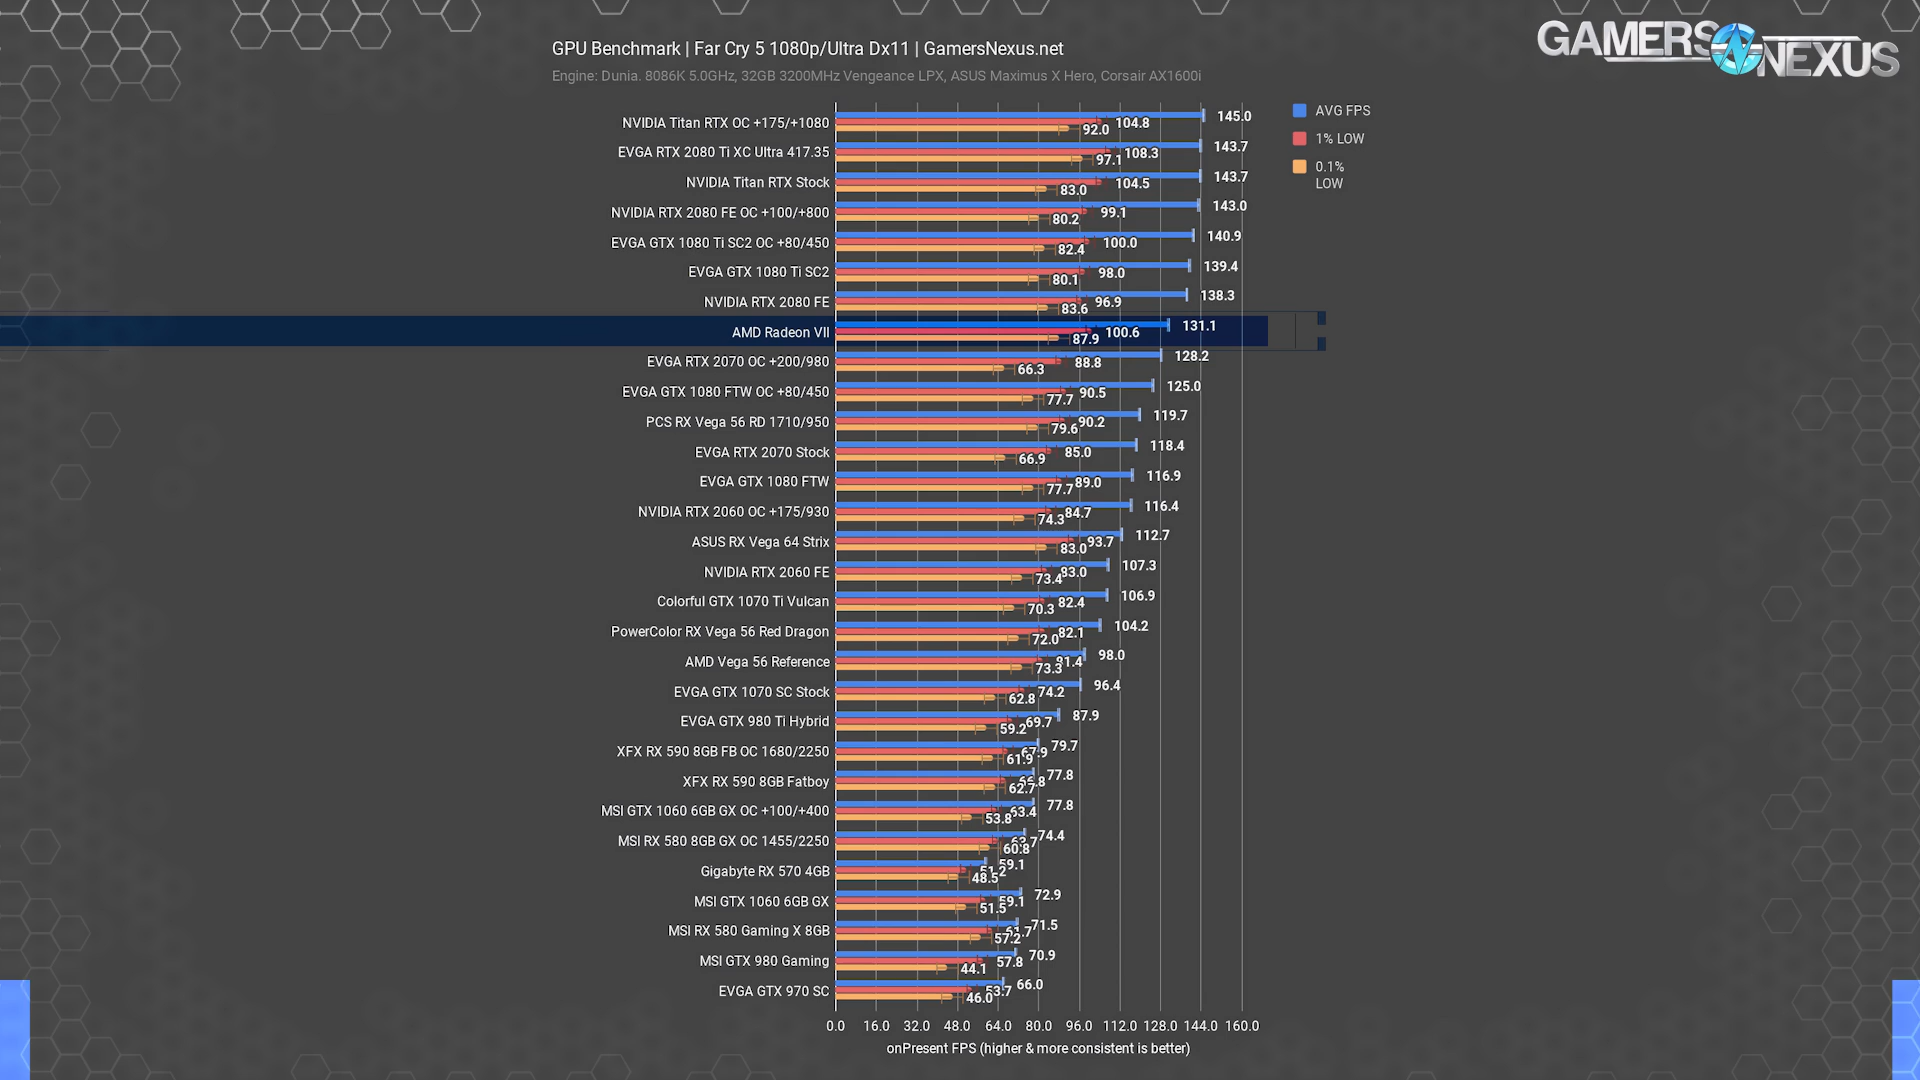 GAMERS NEXUS
GPU Benchmark | Far Cry 5 1080p/Ultra Dx11 | GamersNexus.net
Engine: Dunia. 8086K 5.0GHz, 32GB 3200MHz Vengeance LPX, ASUS Maximus X Hero, Corsair AX1600i
AVG FPS
1% LOW
0.1%
LOW
NVIDIA Titan RTX OC +175/+1080 145.0 104.8 92.0
EVGA RTX 2080 Ti XC Ultra 417.35 143.7 108.3 97.1
NVIDIA Titan RTX Stock 143.7 104.5 83.0
NVIDIA RTX 2080 FE OC +100/+800 143.0 99.1 80.2
EVGA GTX 1080 Ti SC2 OC +80/450 140.9 100.0 82.4
EVGA GTX 1080 Ti SC2 139.4 98.0 80.1
NVIDIA RTX 2080 FE 138.3 96.9 83.6
AMD Radeon VII 131.1 100.6 87.9
EVGA RTX 2070 OC +200/980 128.2 88.8 66.3
EVGA GTX 1080 FTW OC +80/450 125.0 90.5 77.7
PCS RX Vega 56 RD 1710/950 119.7 90.2 79.6
EVGA RTX 2070 Stock 118.4 85.0 66.9
EVGA GTX 1080 FTW 116.9 89.0 77.7
NVIDIA RTX 2060 OC +175/930 116.4 84.7 74.3
ASUS RX Vega 64 Strix 112.7 93.7 83.0
NVIDIA RTX 2060 FE 107.3 83.0 73.4
Colorful GTX 1070 Ti Vulcan 106.9 82.4 70.3
PowerColor RX Vega 56 Red Dragon 104.2 82.1 72.0
AMD Vega 56 Reference 98.0 81.4 73.3
EVGA GTX 1070 SC Stock 96.4 74.2 62.8
EVGA GTX 980 Ti Hybrid 87.9 69.7 59.2
XFX RX 590 8GB FB OC 1680/2250 79.7 67.9 61.9
XFX RX 590 8GB Fatboy 77.8 66.8 62.7
MSI GTX 1060 6GB GX OC +100/+400 77.8 63.4 53.8
MSI RX 580 8GB GX OC 1455/2250 74.4 63.7 60.8
Gigabyte RX 570 4GB 59.1 51.2 48.5
MSI GTX 1060 6GB GX 72.9 59.1 51.5
MSI RX 580 Gaming X 8GB 71.5 61.7 57.2
MSI GTX 980 Gaming 70.9 57.8 44.1
EVGA GTX 970 SC 66.0 53.7 46.0
0.0 16.0 32.0 48.0 64.0 80.0 96.0 112.0 128.0 144.0 160.0
onPresent FPS (higher & more consistent is better)